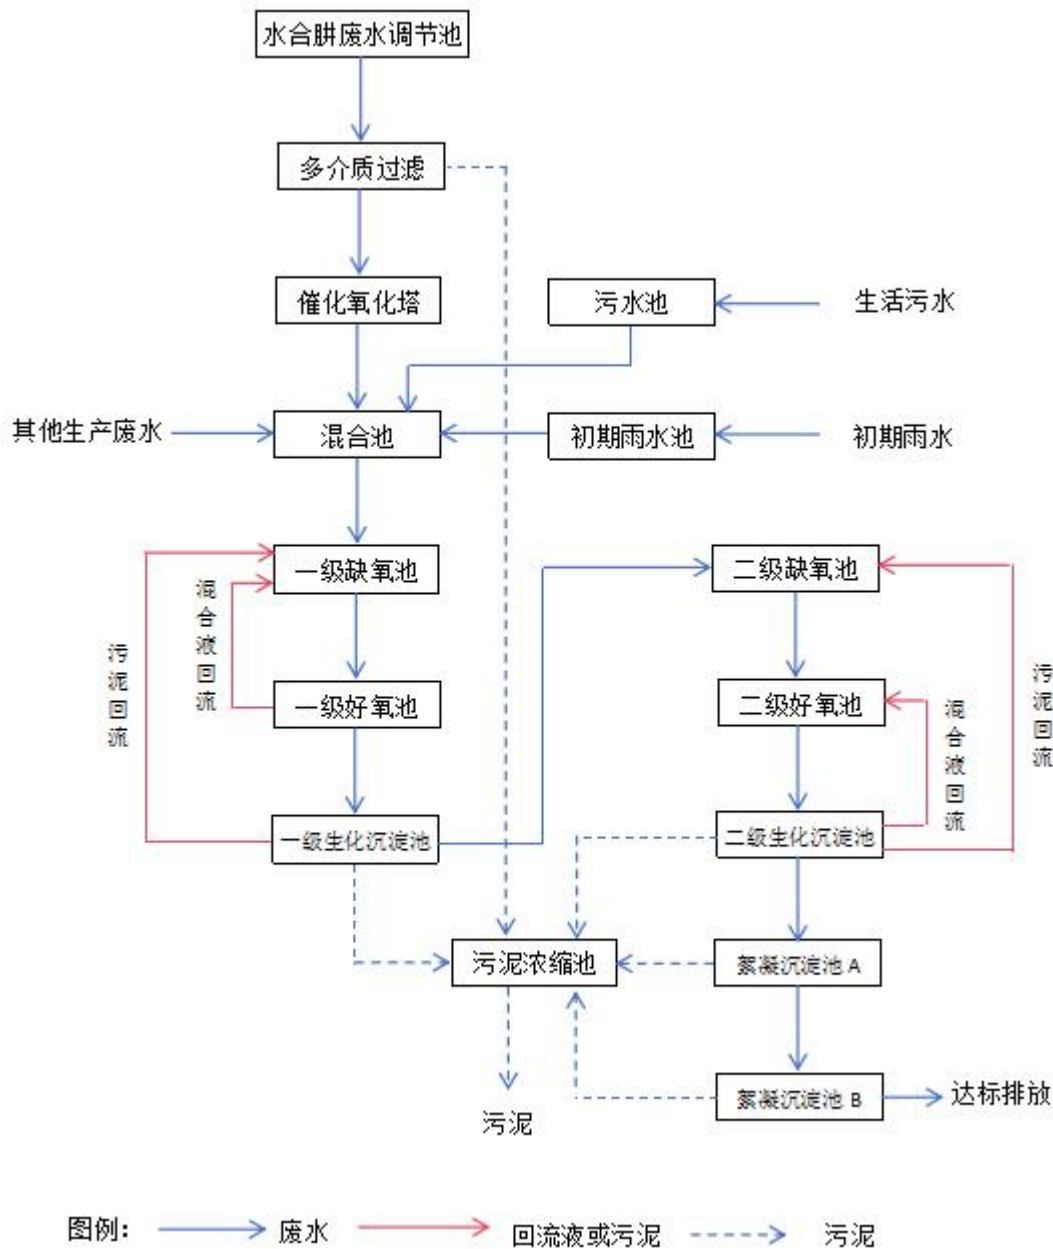 水合肼废水调节池
多介质过滤
催化氧化塔
污水池
生活污水
其他生产废水
混合池
初期雨水池
初期雨水
一级缺氧池
二级缺氧池
混合液回流
污泥回流
一级好氧池
二级好氧池
混合液回流
污泥回流
一级生化沉淀池
二级生化沉淀池
污泥浓缩池
絮凝沉淀池 A
絮凝沉淀池 B
达标排放
污泥
图例: 废水 回流液或污泥 污泥